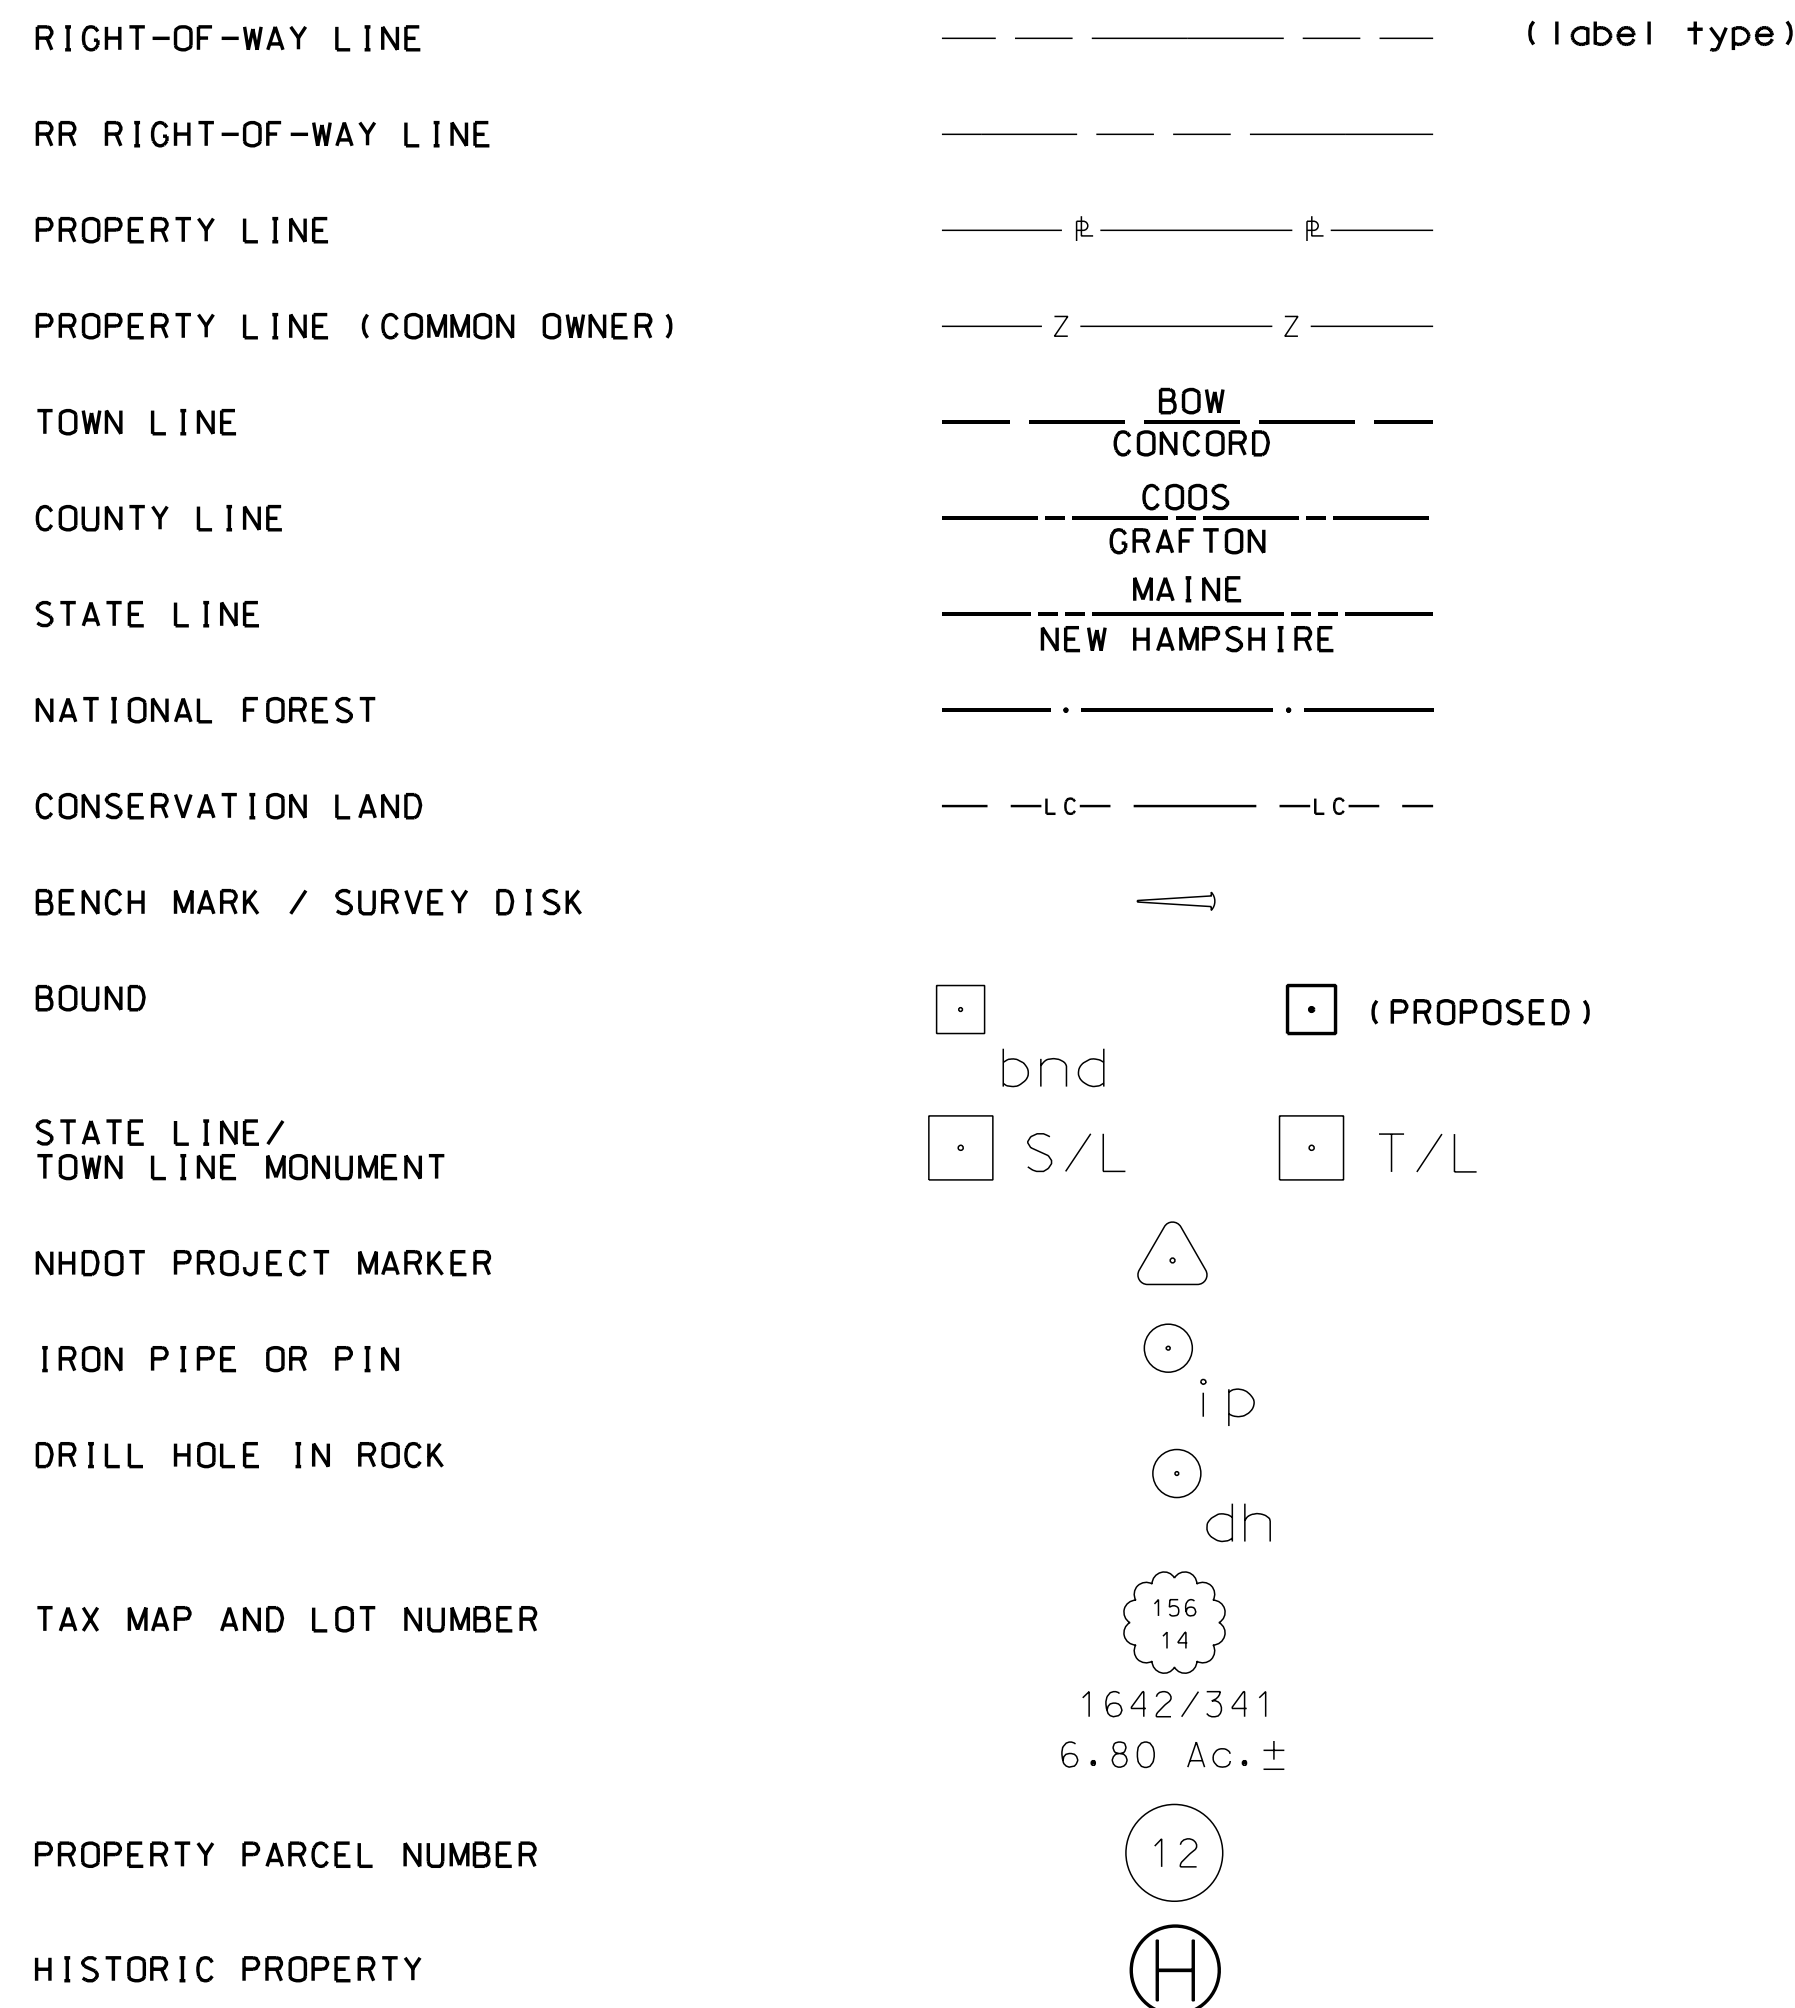 RIGHT-OF-WAY LINE (label type)
RR RIGHT-OF-WAY LINE
PROPERTY LINE PL PL
PROPERTY LINE (COMMON OWNER) Z Z
BOW
TOWN LINE
CONCORD
COOS
COUNTY LINE
GRAFTON
MAINE
STATE LINE
NEW HAMPSHIRE
NATIONAL FOREST
CONSERVATION LAND LC LC
BENCH MARK / SURVEY DISK
BOUND (PROPOSED)
bnd
STATE LINE/
TOWN LINE MONUMENT S/L T/L
NHDOT PROJECT MARKER
IRON PIPE OR PIN
ip
DRILL HOLE IN ROCK
dh
TAX MAP AND LOT NUMBER
156
14
1642/341
6.80 Ac.±
PROPERTY PARCEL NUMBER 12
HISTORIC PROPERTY H